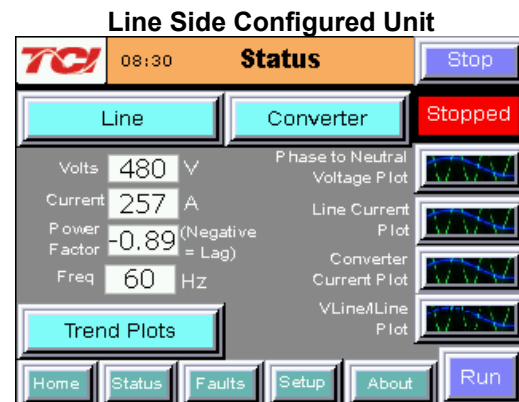 Line Side Configured Unit
TCI 08:30 Status Stop
Line Converter Stopped
Volts 480 V
Current 257 A
Power Factor -0.89 (Negative = Lag)
Freq 60 Hz
Phase to Neutral
Voltage Plot
Line Current
Plot
Converter
Current Plot
VLine/ILine
Plot
Trend Plots
Home Status Faults Setup About Run